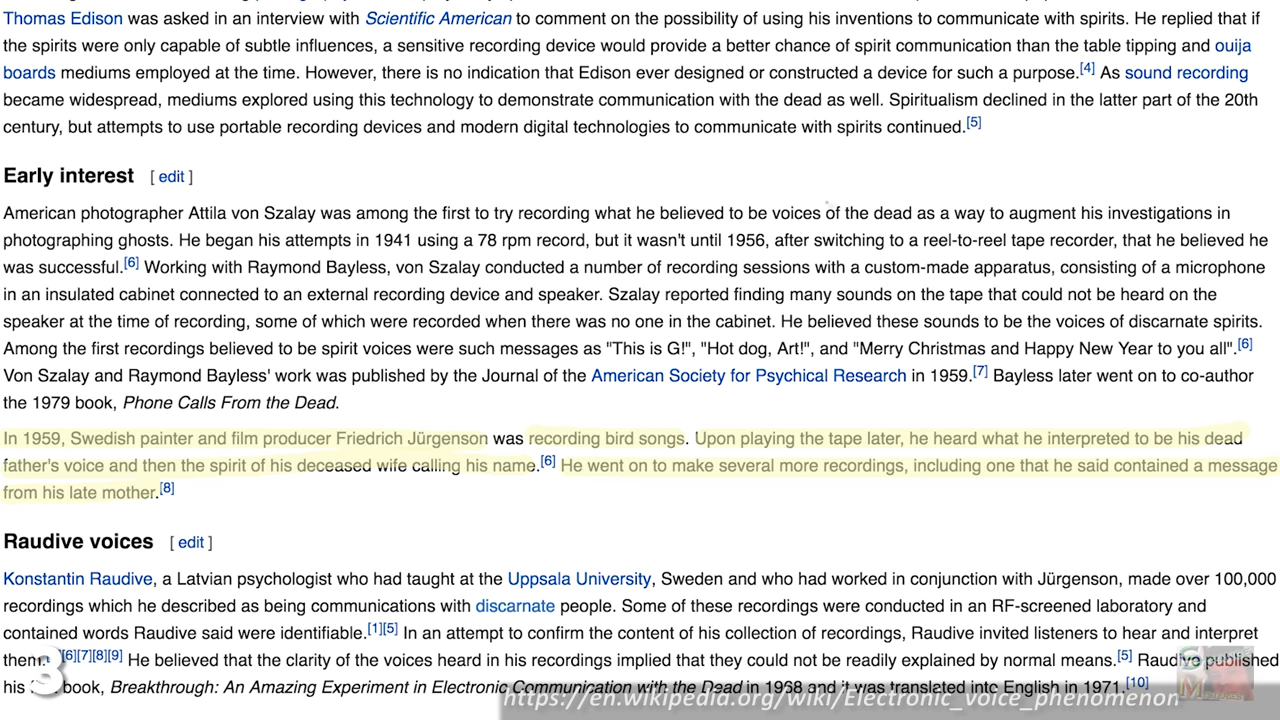 Thomas Edison was asked in an interview with Scientific American to comment on the possibility of using his inventions to communicate with spirits. He replied that if
the spirits were only capable of subtle influences, a sensitive recording device would provide a better chance of spirit communication than the table tipping and ouija
boards mediums employed at the time. However, there is no indication that Edison ever designed or constructed a device for such a purpose.[4] As sound recording
became widespread, mediums explored using this technology to demonstrate communication with the dead as well. Spiritualism declined in the latter part of the 20th
century, but attempts to use portable recording devices and modern digital technologies to communicate with spirits continued.[5]
Early interest [ edit ]
American photographer Attila von Szalay was among the first to try recording what he believed to be voices of the dead as a way to augment his investigations in
photographing ghosts. He began his attempts in 1941 using a 78 rpm record, but it wasn't until 1956, after switching to a reel-to-reel tape recorder, that he believed he
was successful.[6] Working with Raymond Bayless, von Szalay conducted a number of recording sessions with a custom-made apparatus, consisting of a microphone
in an insulated cabinet connected to an external recording device and speaker. Szalay reported finding many sounds on the tape that could not be heard on the
speaker at the time of recording, some of which were recorded when there was no one in the cabinet. He believed these sounds to be the voices of discarnate spirits.
Among the first recordings believed to be spirit voices were such messages as "This is G!", "Hot dog, Art!", and "Merry Christmas and Happy New Year to you all".[6]
Von Szalay and Raymond Bayless' work was published by the Journal of the American Society for Psychical Research in 1959.[7] Bayless later went on to co-author
the 1979 book, Phone Calls From the Dead.
In 1959, Swedish painter and film producer Friedrich Jürgenson was recording bird songs. Upon playing the tape later, he heard what he interpreted to be his dead
father's voice and then the spirit of his deceased wife calling his name.[6] He went on to make several more recordings, including one that he said contained a message
from his late mother.[8]
Raudive voices [ edit ]
Konstantin Raudive, a Latvian psychologist who had taught at the Uppsala University, Sweden and who had worked in conjunction with Jürgenson, made over 100,000
recordings which he described as being communications with discarnate people. Some of these recordings were conducted in an RF-screened laboratory and
contained words Raudive said were identifiable.[1][5] In an attempt to confirm the content of his collection of recordings, Raudive invited listeners to hear and interpret
them.[6][7][8][9] He believed that the clarity of the voices heard in his recordings implied that they could not be readily explained by normal means.[5] Raudive published
his book, Breakthrough: An Amazing Experiment in Electronic Communication with the Dead in 1968 and it was translated into English in 1971.[10]
3
https://en.wikipedia.org/wiki/Electronic_voice_phenomenon